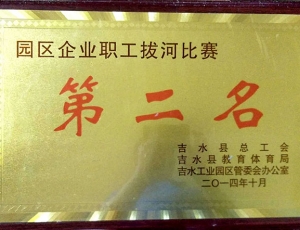 园区企业职工拔河比赛
第二名
吉水县总工会
吉水县教育体育局
吉水工业园区管委会办公室
二〇一四年十月